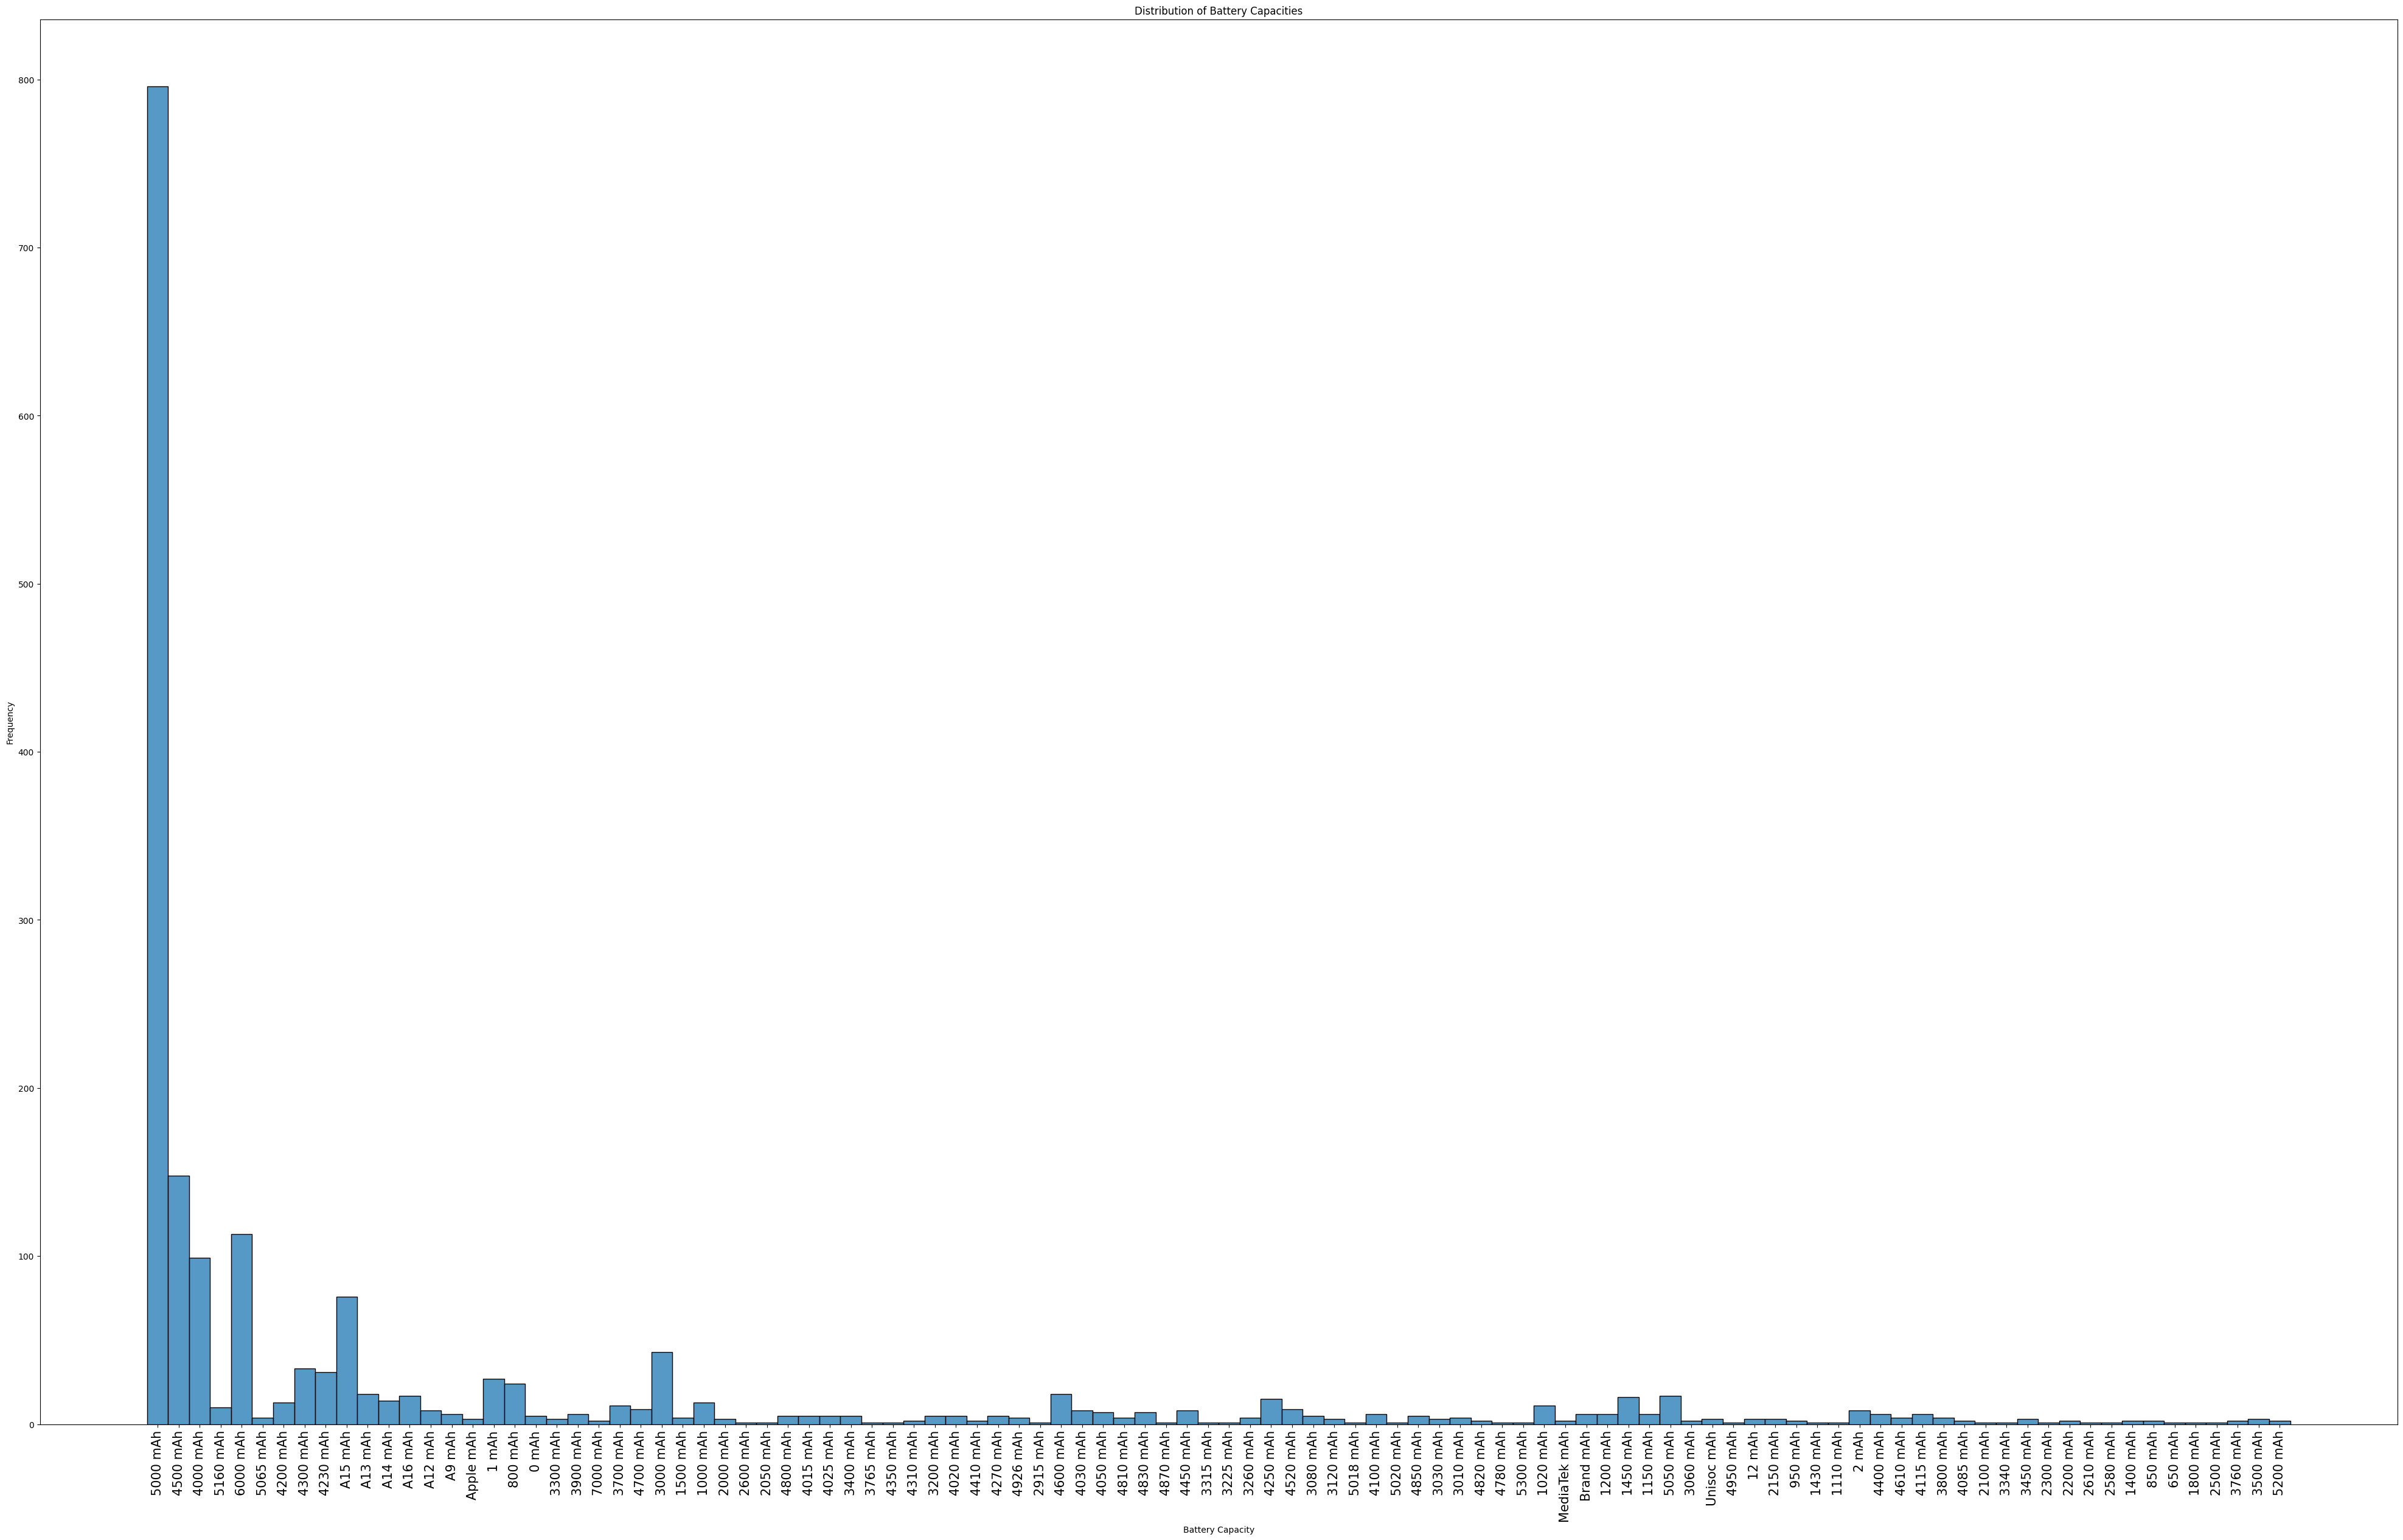 Distribution of Battery Capacities
800
700
600
500
400
300
200
100
0
Frequency
5000 mAh
4500 mAh
4000 mAh
5160 mAh
6000 mAh
5065 mAh
4200 mAh
4300 mAh
4230 mAh
A15 mAh
A13 mAh
A14 mAh
A16 mAh
A12 mAh
A9 mAh
Apple mAh
1 mAh
800 mAh
0 mAh
3300 mAh
3900 mAh
7000 mAh
3700 mAh
4700 mAh
3000 mAh
1500 mAh
1000 mAh
2000 mAh
2600 mAh
2050 mAh
4800 mAh
4015 mAh
4025 mAh
3400 mAh
3765 mAh
4350 mAh
4310 mAh
3200 mAh
4020 mAh
4410 mAh
4270 mAh
4926 mAh
2915 mAh
4600 mAh
4030 mAh
4050 mAh
4810 mAh
4830 mAh
4870 mAh
4450 mAh
3315 mAh
3225 mAh
3260 mAh
4250 mAh
4520 mAh
3080 mAh
3120 mAh
5018 mAh
4100 mAh
5020 mAh
4850 mAh
3030 mAh
3010 mAh
4820 mAh
4780 mAh
5300 mAh
1020 mAh
MediaTek mAh
Brand mAh
1200 mAh
1450 mAh
1150 mAh
5050 mAh
3060 mAh
Unisoc mAh
4950 mAh
12 mAh
2150 mAh
950 mAh
1430 mAh
1110 mAh
2 mAh
4400 mAh
4610 mAh
4115 mAh
3800 mAh
4085 mAh
2100 mAh
3340 mAh
3450 mAh
2300 mAh
2200 mAh
2610 mAh
2580 mAh
1400 mAh
850 mAh
650 mAh
1800 mAh
2500 mAh
3760 mAh
3500 mAh
5200 mAh
Battery Capacity